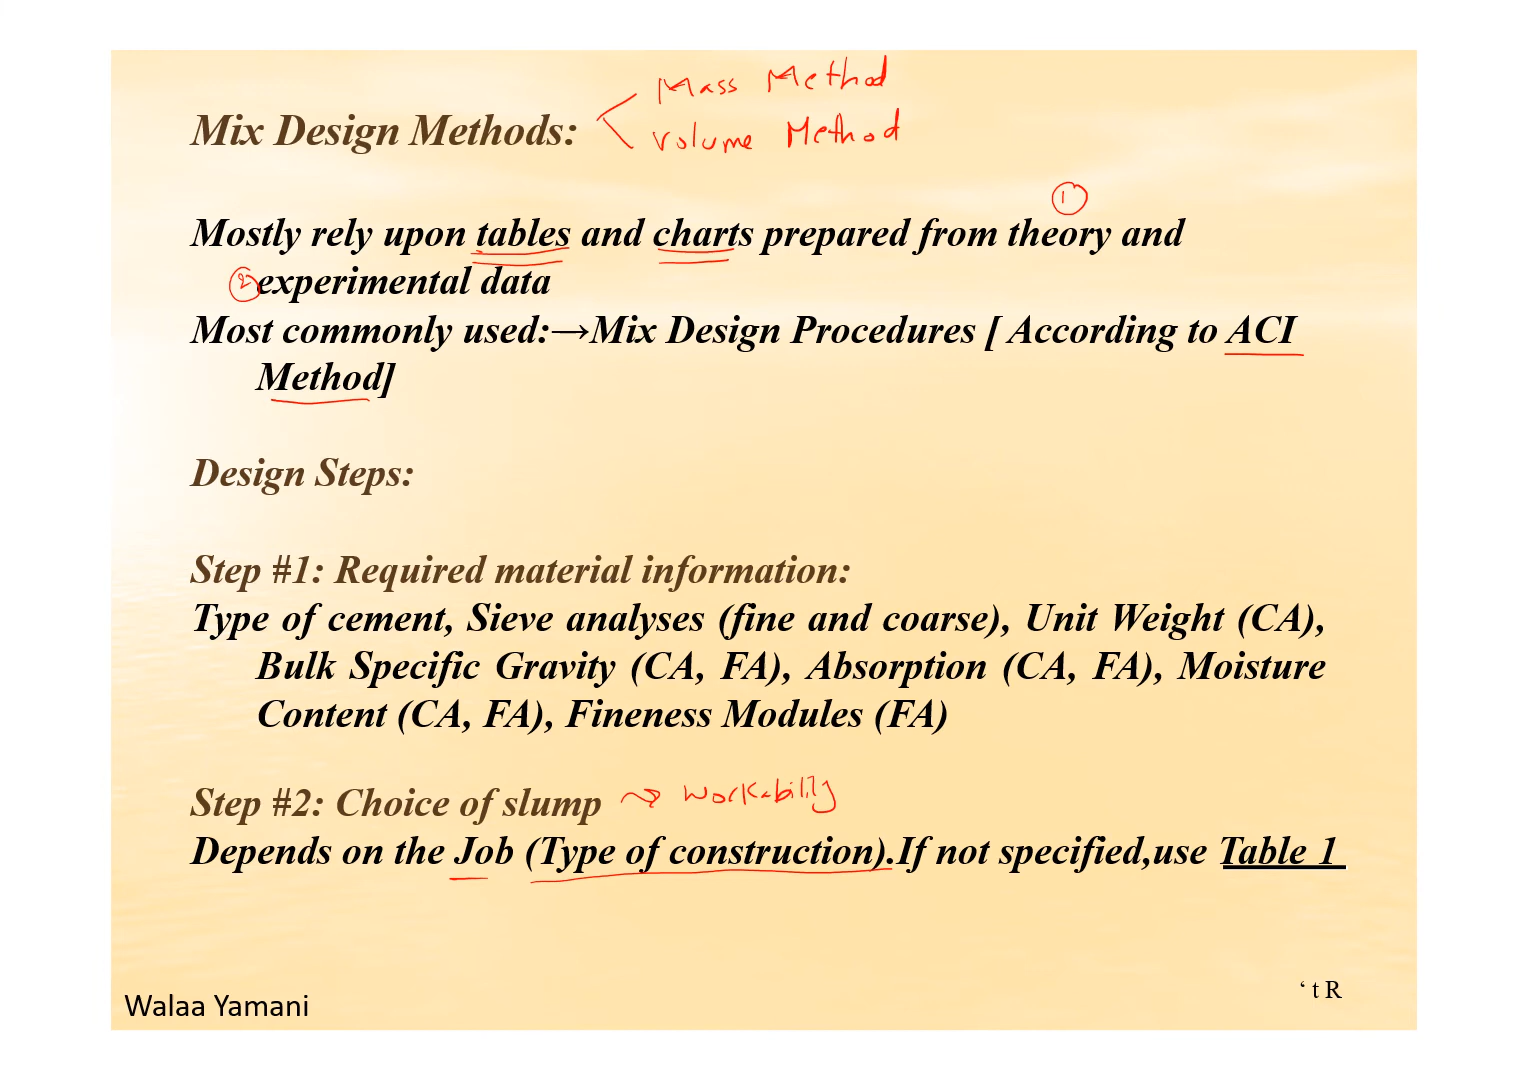 Mass Method
Mix Design Methods:
Volume Method
1
Mostly rely upon tables and charts prepared from theory and
2 experimental data
Most commonly used:→Mix Design Procedures [ According to ACI
Method]
Design Steps:
Step #1: Required material information:
Type of cement, Sieve analyses (fine and coarse), Unit Weight (CA),
Bulk Specific Gravity (CA, FA), Absorption (CA, FA), Moisture
Content (CA, FA), Fineness Modules (FA)
Step #2: Choice of slump → workability
Depends on the Job (Type of construction).If not specified,use Table 1
‘ t R
Walaa Yamani